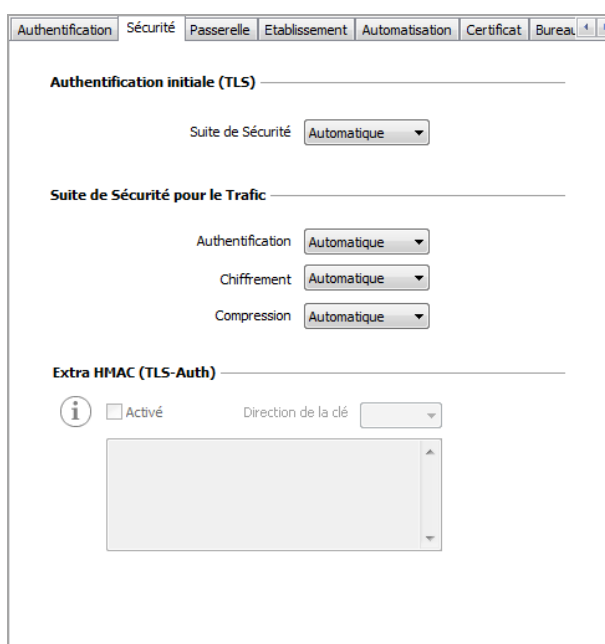 Authentification Sécurité Passerelle Etablissement Automatisation Certificat Bureau
Authentification initiale (TLS)
Suite de Sécurité Automatique
Suite de Sécurité pour le Trafic
Authentification Automatique
Chiffrement Automatique
Compression Automatique
Extra HMAC (TLS-Auth)
i Activé Direction de la clé